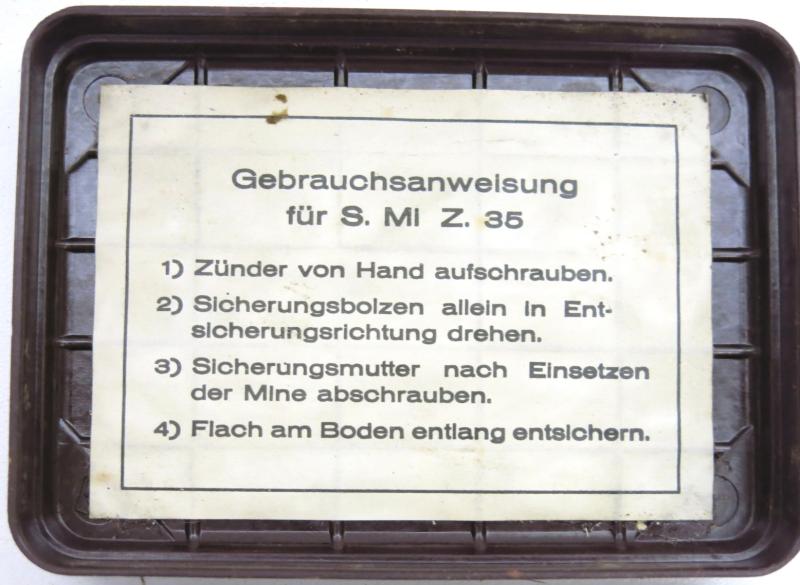 Gebrauchsanweisung
für S. Mi Z. 35
1) Zünder von Hand aufschrauben.
2) Sicherungsbolzen allein in Ent-
sicherungsrichtung drehen.
3) Sicherungsmutter nach Einsetzen
der Mine abschrauben.
4) Flach am Boden entlang entsichern.